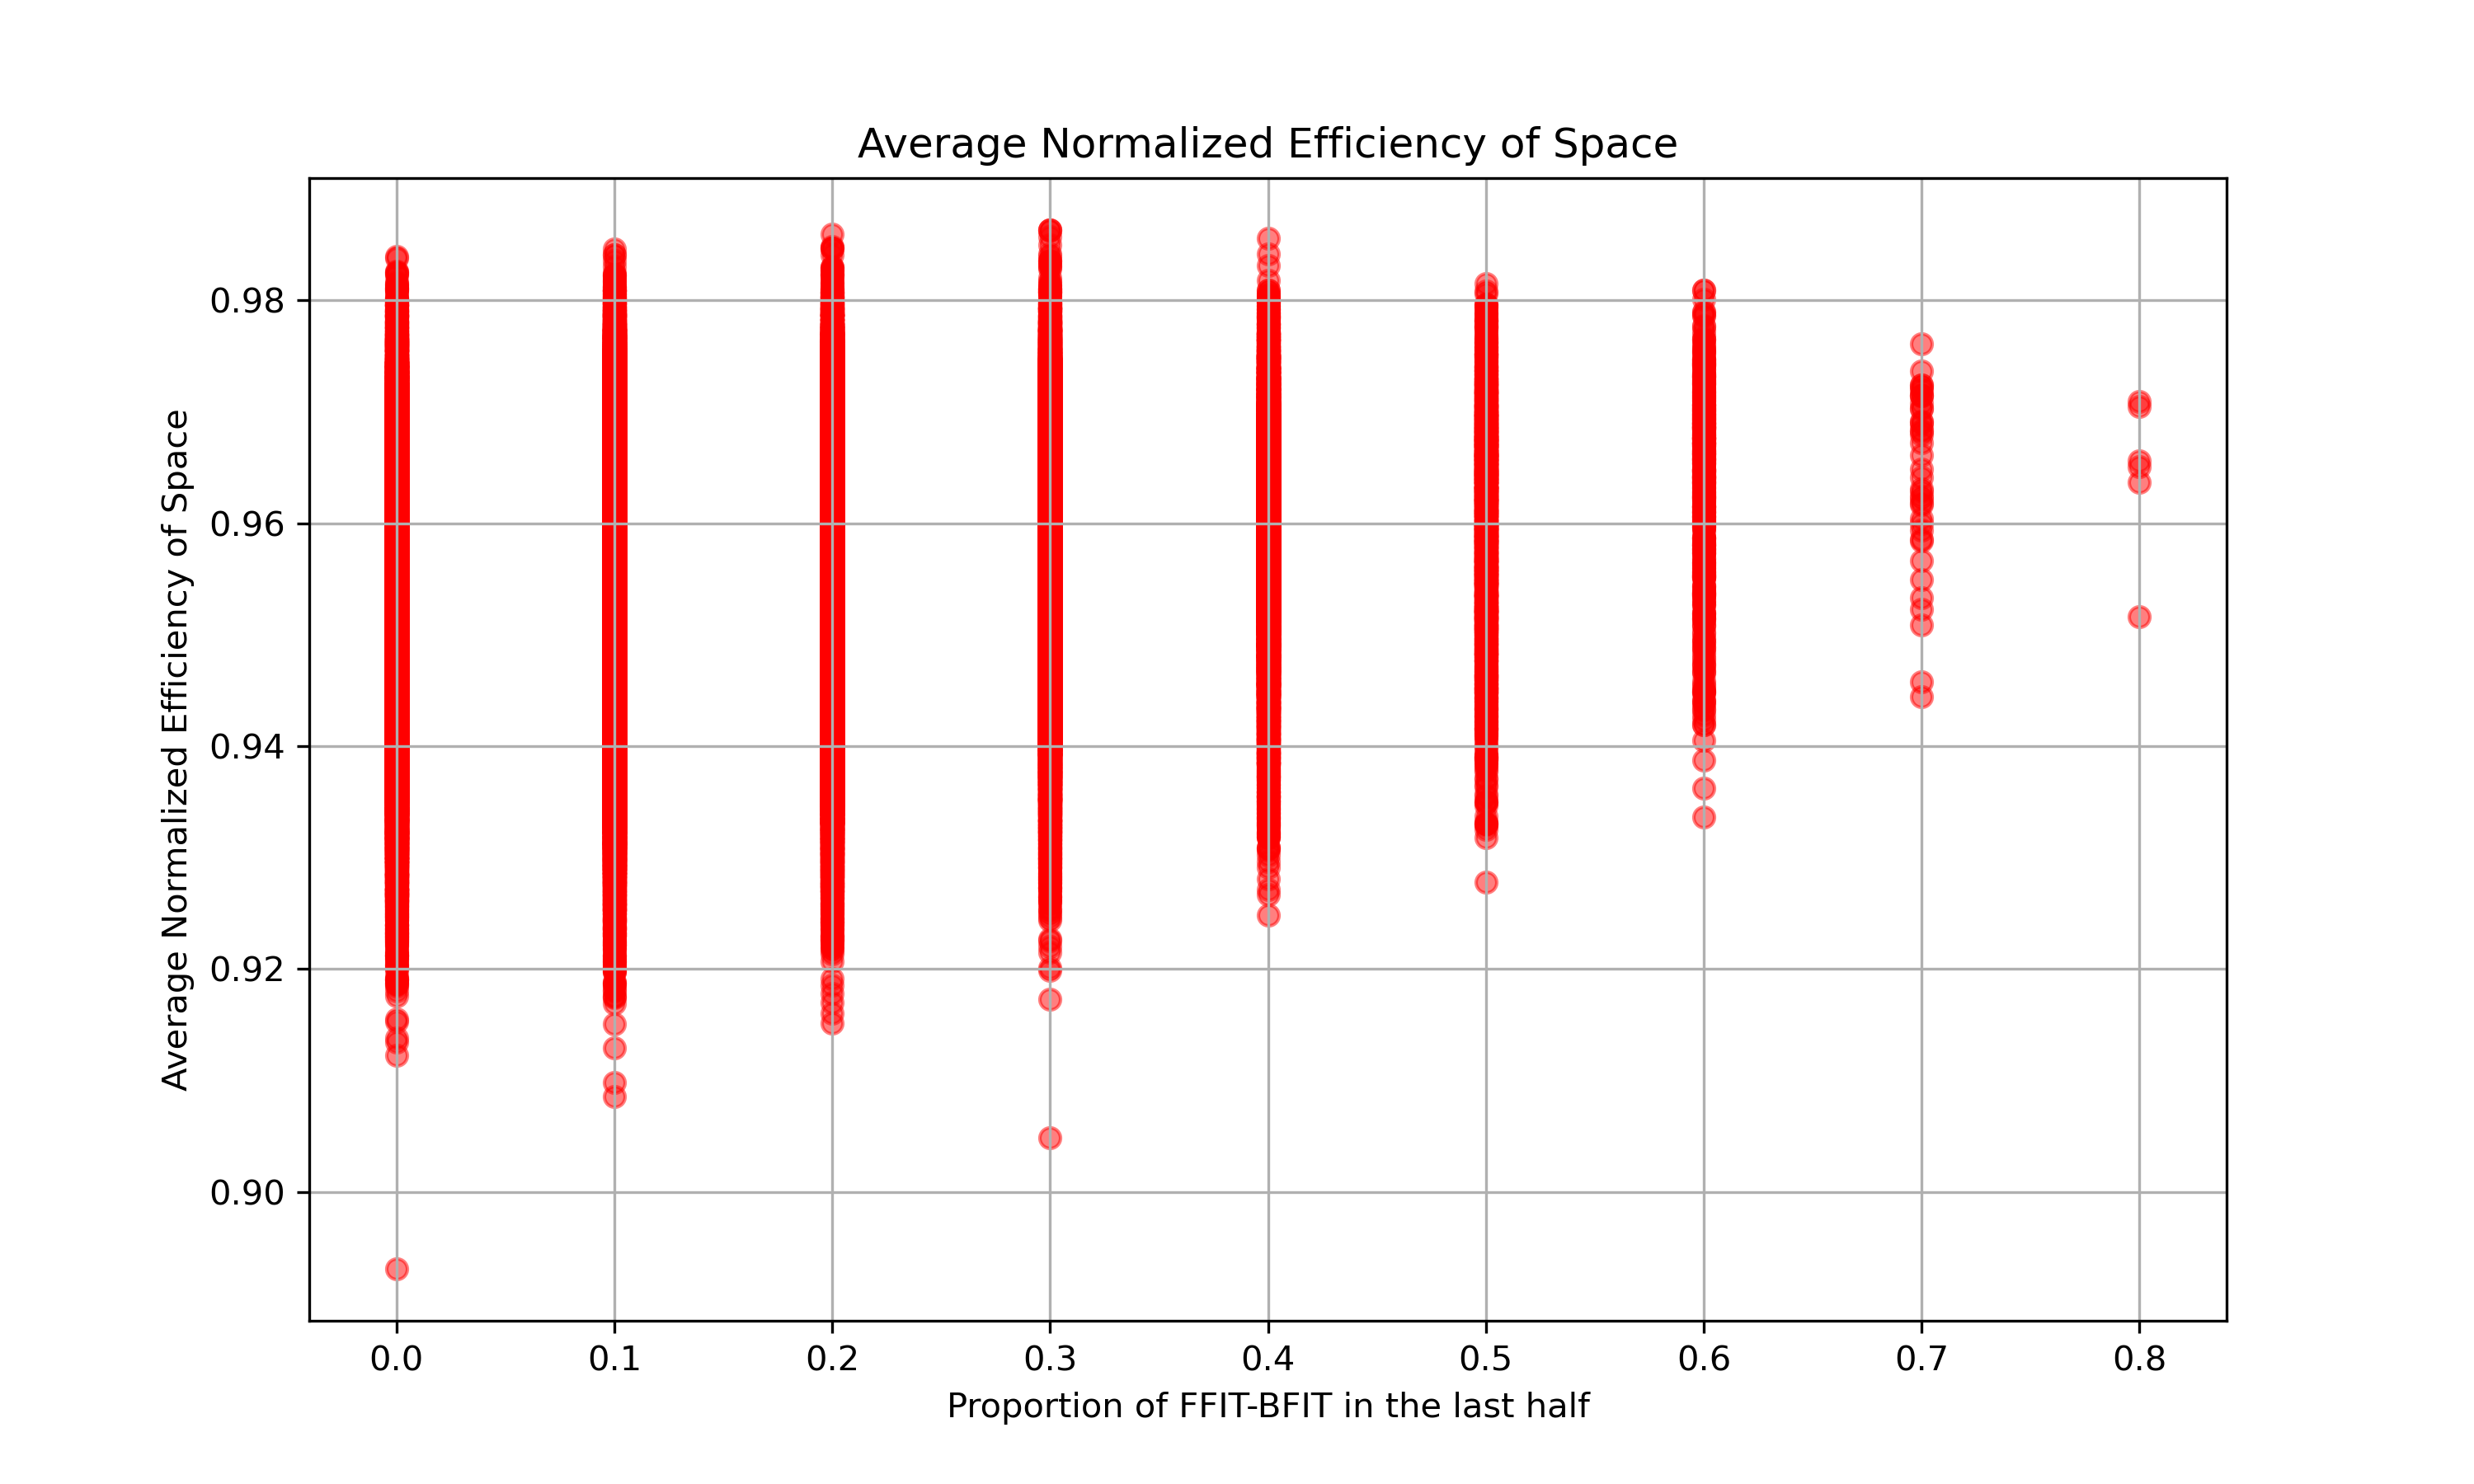 Average Normalized Efficiency of Space
Average Normalized Efficiency of Space
0.98
0.96
0.94
0.92
0.90
0.0 0.1 0.2 0.3 0.4 0.5 0.6 0.7 0.8
Proportion of FFIT-BFIT in the last half